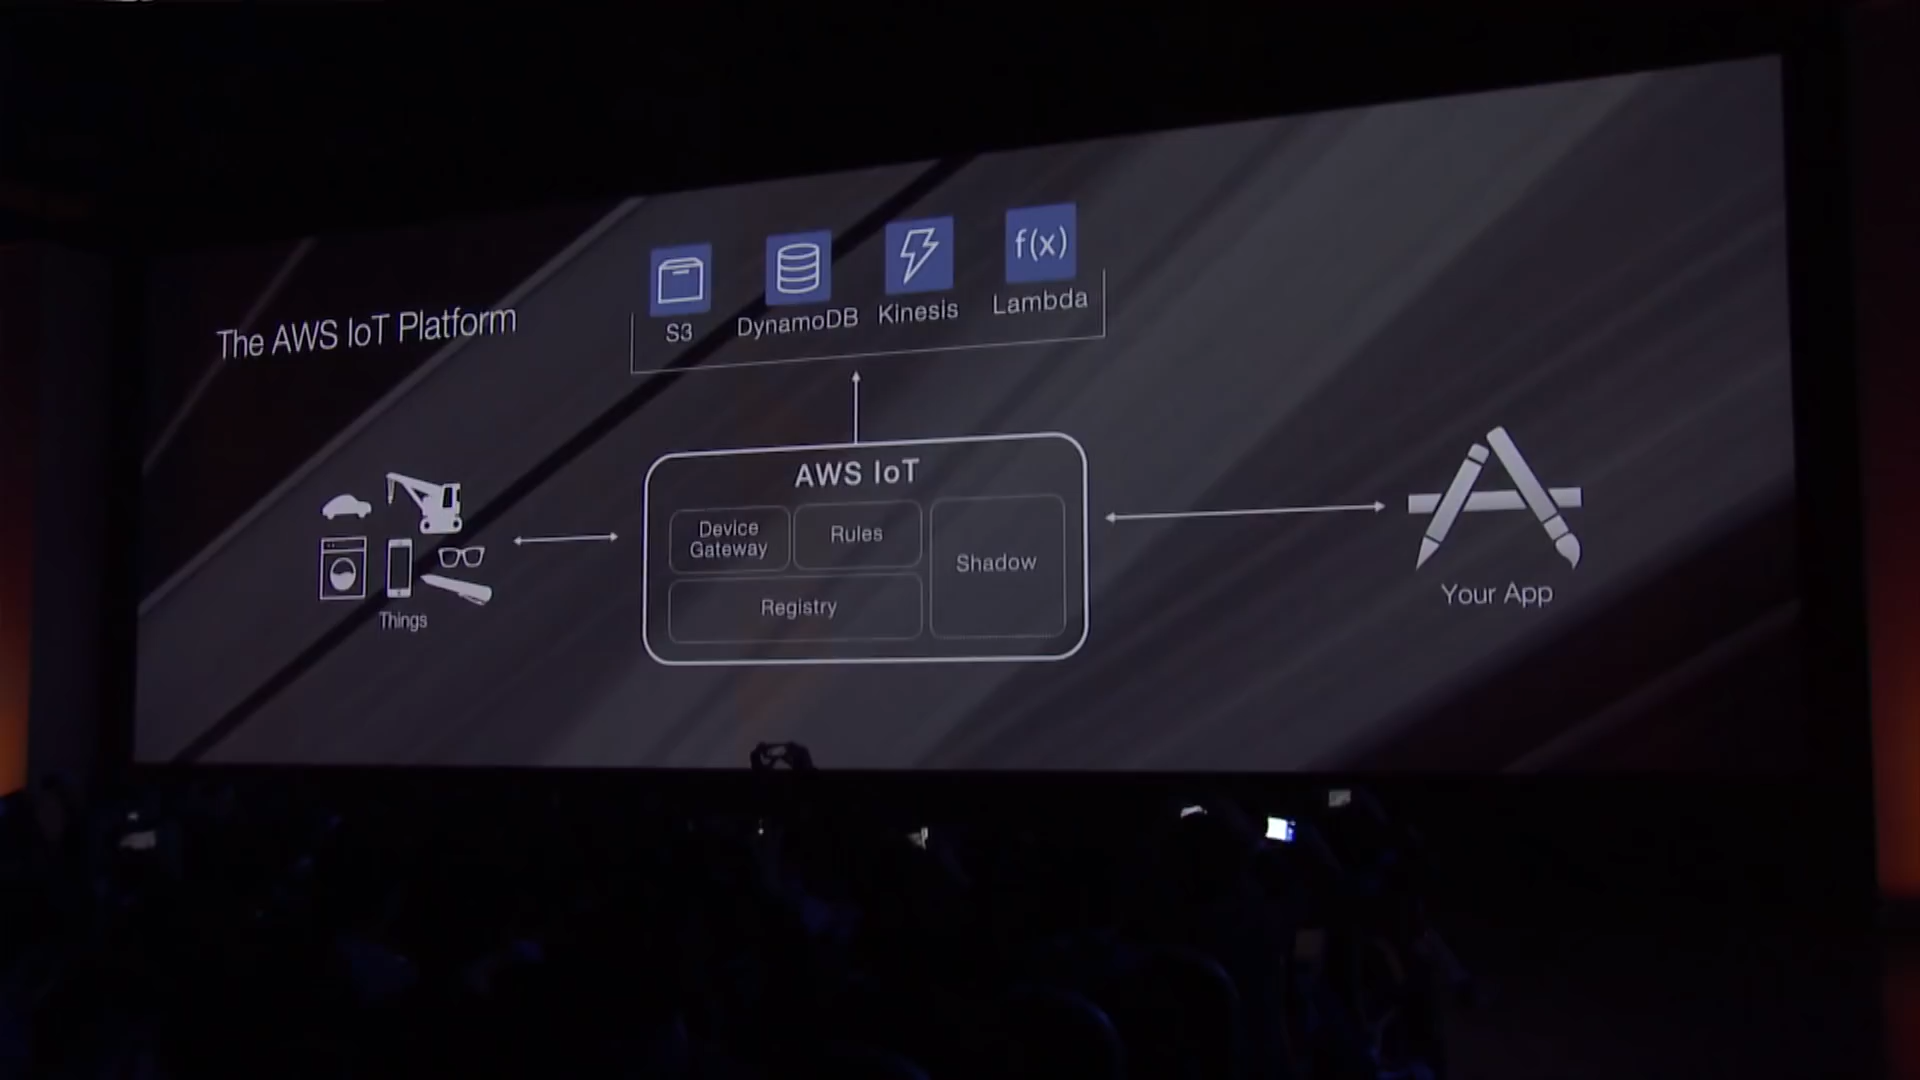 The AWS IoT Platform
S3
DynamoDB
Kinesis
f(x)
Lambda
AWS IoT
Device
Gateway
Rules
Shadow
Registry
Things
Your App